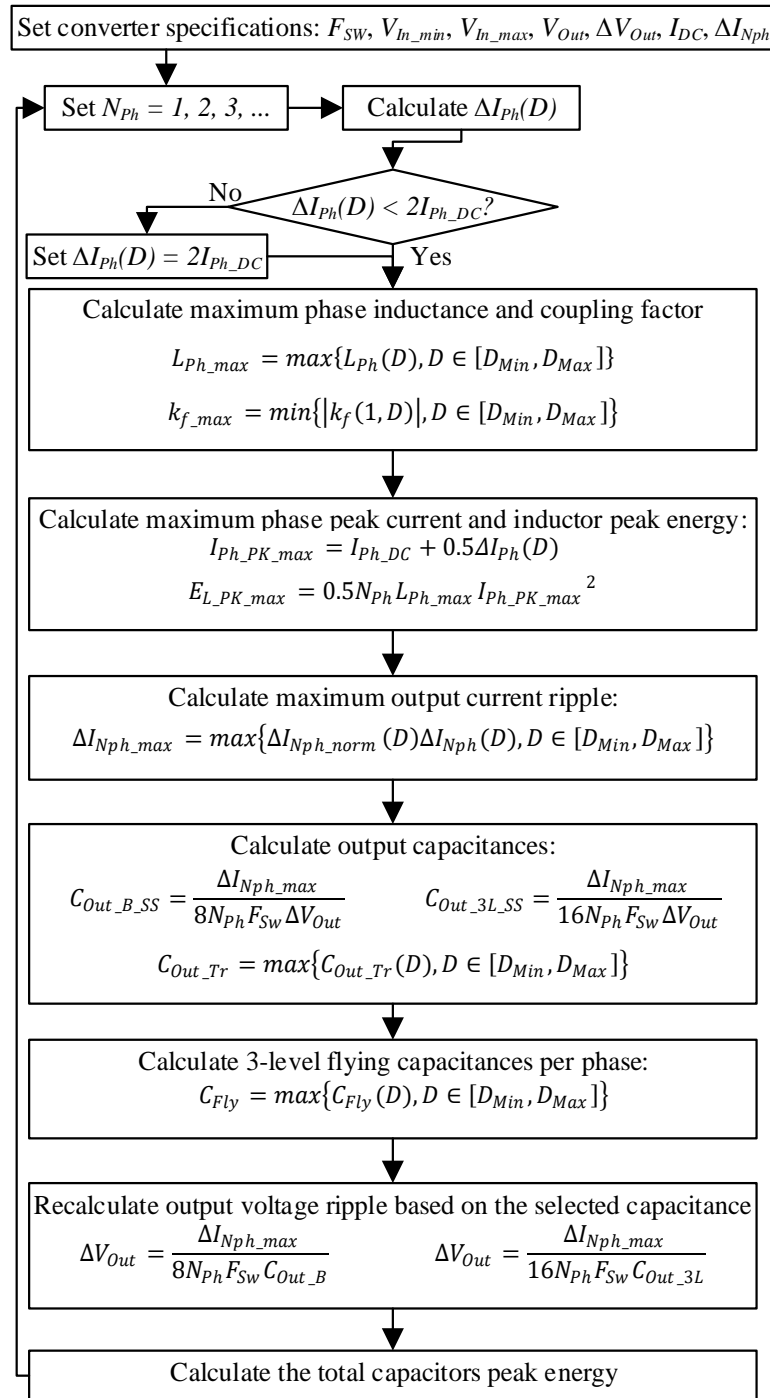 Set converter specifications: F_SW, V_In_min, V_In_max, V_Out, ΔV_Out, I_DC, ΔI_Nph
Set N_Ph = 1, 2, 3, ...
Calculate ΔI_Ph(D)
No
ΔI_Ph(D) < 2I_Ph_DC?
Set ΔI_Ph(D) = 2I_Ph_DC
Yes
Calculate maximum phase inductance and coupling factor
L_Ph_max = max{L_Ph(D), D ∈ [D_Min, D_Max]}
k_f_max = min{|k_f(1, D)|, D ∈ [D_Min, D_Max]}
Calculate maximum phase peak current and inductor peak energy:
I_Ph_PK_max = I_Ph_DC + 0.5ΔI_Ph(D)
E_L_PK_max = 0.5N_Ph L_Ph_max I_Ph_PK_max ²
Calculate maximum output current ripple:
ΔI_Nph_max = max{ΔI_Nph_norm (D)ΔI_Nph(D), D ∈ [D_Min, D_Max]}
Calculate output capacitances:
C_Out_B_SS = ΔI_Nph_max / 8N_Ph F_Sw ΔV_Out
C_Out_3L_SS = ΔI_Nph_max / 16N_Ph F_Sw ΔV_Out
C_Out_Tr = max{C_Out_Tr(D), D ∈ [D_Min, D_Max]}
Calculate 3-level flying capacitances per phase:
C_Fly = max{C_Fly(D), D ∈ [D_Min, D_Max]}
Recalculate output voltage ripple based on the selected capacitance
ΔV_Out = ΔI_Nph_max / 8N_Ph F_Sw C_Out_B
ΔV_Out = ΔI_Nph_max / 16N_Ph F_Sw C_Out_3L
Calculate the total capacitors peak energy